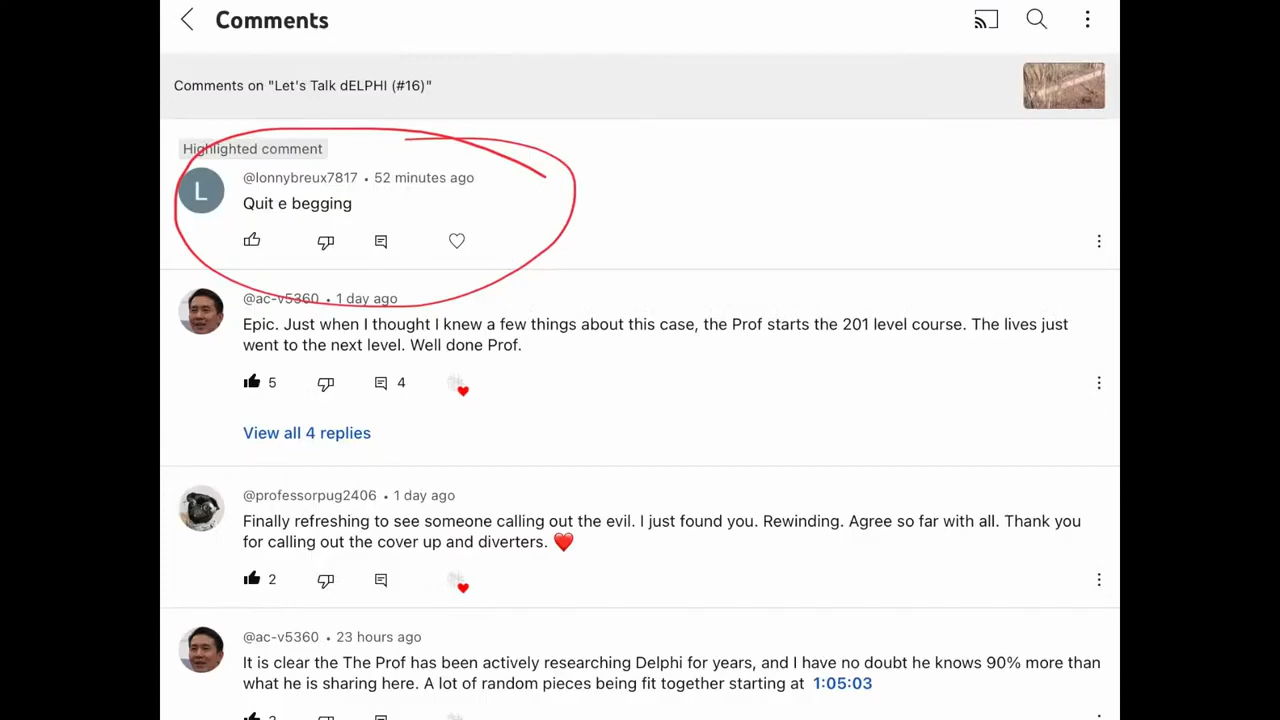 Comments
Comments on "Let's Talk dELPHI (#16)"
Highlighted comment
L
@lonnybreux7817 • 52 minutes ago
Quit e begging
@ac-v5360 • 1 day ago
Epic. Just when I thought I knew a few things about this case, the Prof starts the 201 level course. The lives just
went to the next level. Well done Prof.
5 4
View all 4 replies
@professorpug2406 • 1 day ago
Finally refreshing to see someone calling out the evil. I just found you. Rewinding. Agree so far with all. Thank you
for calling out the cover up and diverters. ❤️
2
@ac-v5360 • 23 hours ago
It is clear the The Prof has been actively researching Delphi for years, and I have no doubt he knows 90% more than
what he is sharing here. A lot of random pieces being fit together starting at 1:05:03